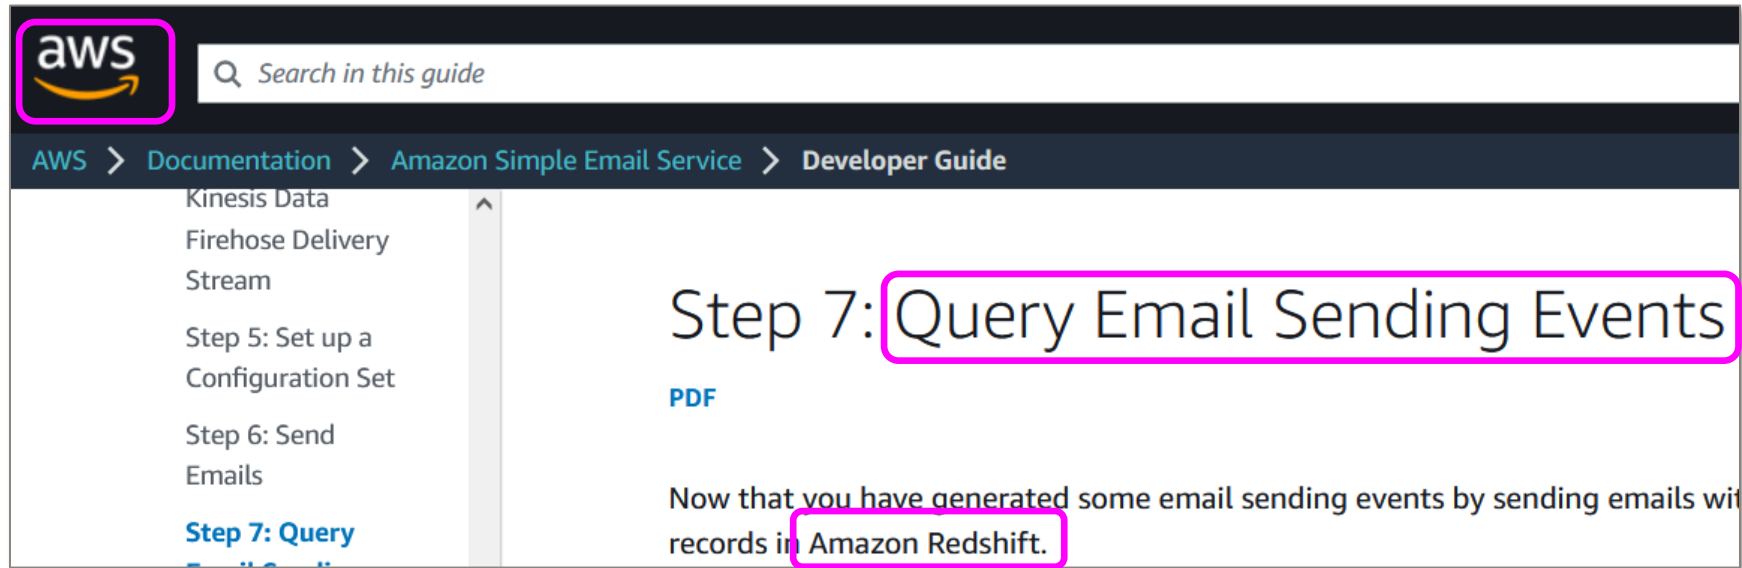 aws
Search in this guide
AWS > Documentation > Amazon Simple Email Service > Developer Guide
Kinesis Data
Firehose Delivery
Stream
Step 5: Set up a
Configuration Set
Step 6: Send
Emails
Step 7: Query
Step 7: Query Email Sending Events
PDF
Now that you have generated some email sending events by sending emails
records in Amazon Redshift.